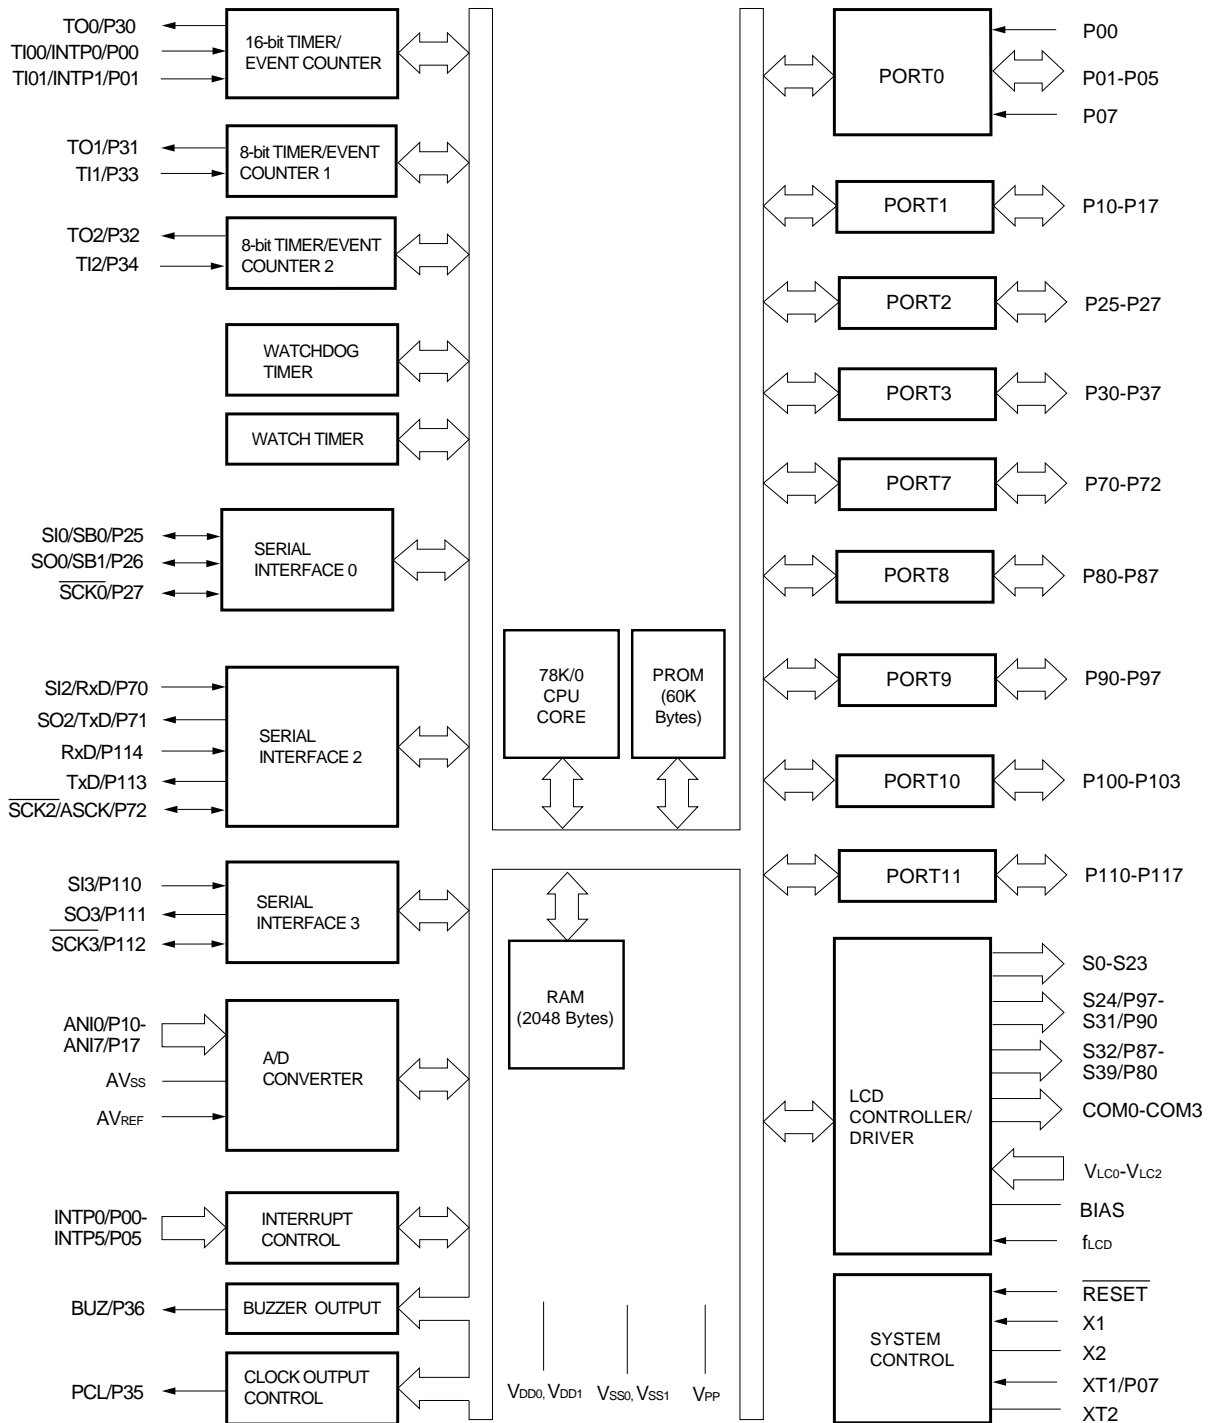 TO0/P30
TI00/INTP0/P00
TI01/INTP1/P01
16-bit TIMER/
EVENT COUNTER
TO1/P31
TI1/P33
8-bit TIMER/EVENT
COUNTER 1
TO2/P32
TI2/P34
8-bit TIMER/EVENT
COUNTER 2
WATCHDOG
TIMER
WATCH TIMER
SI0/SB0/P25
SO0/SB1/P26
SCK0/P27
SERIAL
INTERFACE 0
SI2/RxD/P70
SO2/TxD/P71
RxD/P114
TxD/P113
SCK2/ASCK/P72
SERIAL
INTERFACE 2
SI3/P110
SO3/P111
SCK3/P112
SERIAL
INTERFACE 3
ANI0/P10-
ANI7/P17
AVSS
AVREF
A/D
CONVERTER
INTP0/P00-
INTP5/P05
INTERRUPT
CONTROL
BUZ/P36
BUZZER OUTPUT
PCL/P35
CLOCK OUTPUT
CONTROL
78K/0
CPU
CORE
PROM
(60K
Bytes)
RAM
(2048 Bytes)
VDD0, VDD1
VSS0, VSS1
VPP
PORT0
P00
P01-P05
P07
PORT1
P10-P17
PORT2
P25-P27
PORT3
P30-P37
PORT7
P70-P72
PORT8
P80-P87
PORT9
P90-P97
PORT10
P100-P103
PORT11
P110-P117
LCD
CONTROLLER/
DRIVER
S0-S23
S24/P97-
S31/P90
S32/P87-
S39/P80
COM0-COM3
VLC0-VLC2
BIAS
fLCD
SYSTEM
CONTROL
RESET
X1
X2
XT1/P07
XT2